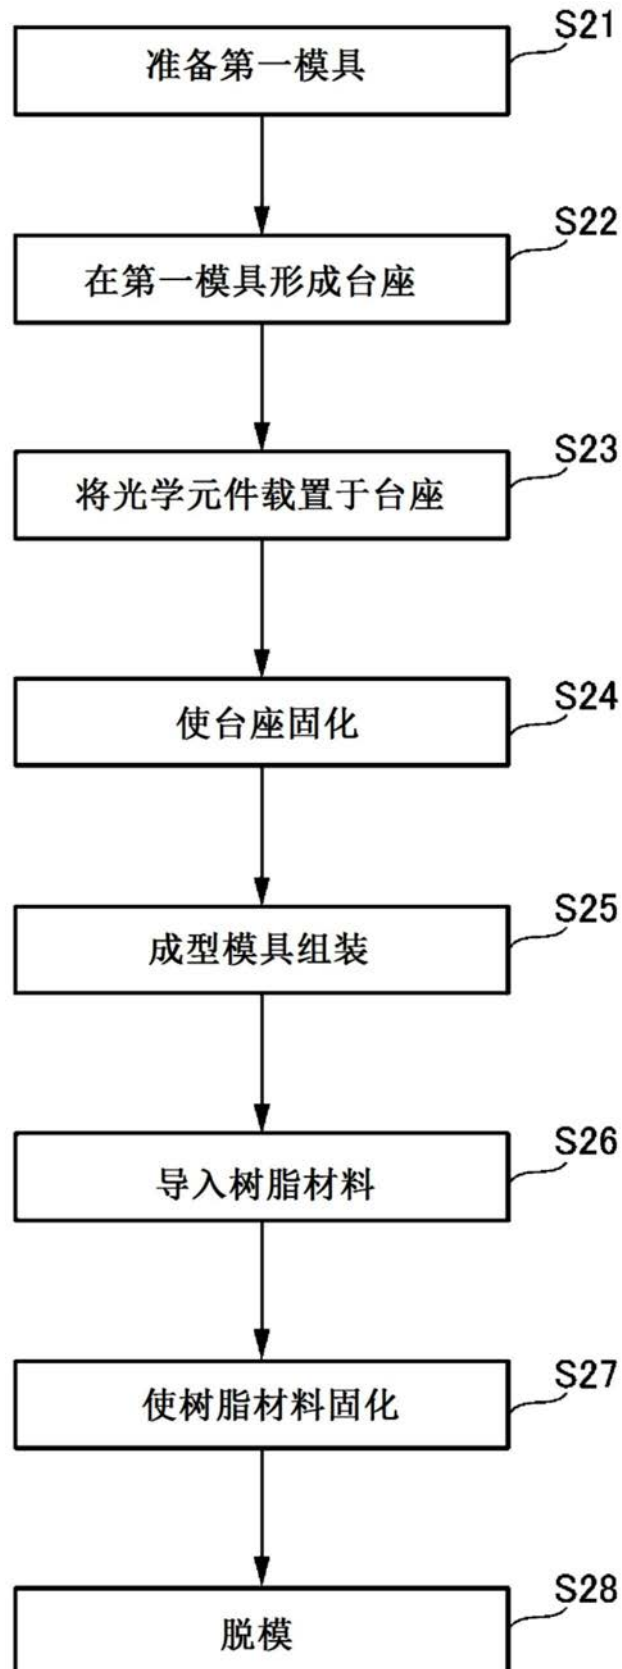 S21
准备第一模具
S22
在第一模具形成台座
S23
将光学元件载置于台座
S24
使台座固化
S25
成型模具组装
S26
导入树脂材料
S27
使树脂材料固化
S28
脱模